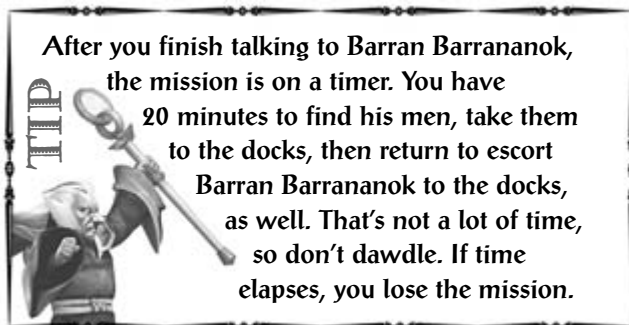 TIP
After you finish talking to Barran Barrananok,
the mission is on a timer. You have
20 minutes to find his men, take them
to the docks, then return to escort
Barran Barrananok to the docks,
as well. That's not a lot of time,
so don't dawdle. If time
elapses, you lose the mission.